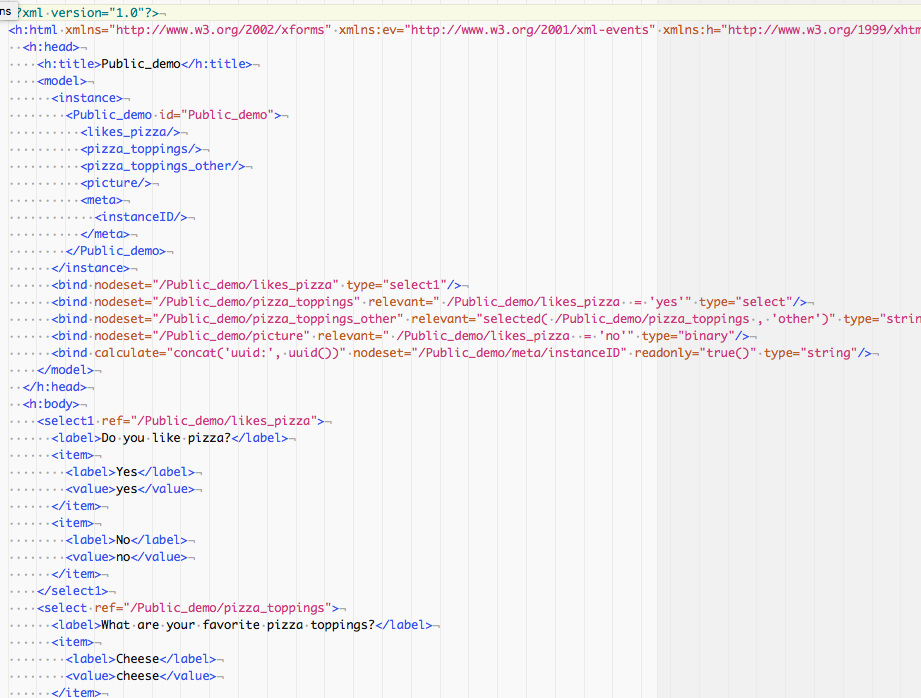 ns ?xml version="1.0"?>
<h:html xmlns="http://www.w3.org/2002/xforms" xmlns:ev="http://www.w3.org/2001/xml-events" xmlns:h="http://www.w3.org/1999/xhtm
<h:head>
<h:title>Public_demo</h:title>
<model>
<instance>
<Public_demo id="Public_demo">
<likes_pizza/>
<pizza_toppings/>
<pizza_toppings_other/>
<picture/>
<meta>
<instanceID/>
</meta>
</Public_demo>
</instance>
<bind nodeset="/Public_demo/likes_pizza" type="select1"/>
<bind nodeset="/Public_demo/pizza_toppings" relevant=" /Public_demo/likes_pizza  = 'yes'" type="select"/>
<bind nodeset="/Public_demo/pizza_toppings_other" relevant="selected( /Public_demo/pizza_toppings , 'other')" type="strin
<bind nodeset="/Public_demo/picture" relevant=" /Public_demo/likes_pizza  = 'no'" type="binary"/>
<bind calculate="concat('uuid:', uuid())" nodeset="/Public_demo/meta/instanceID" readonly="true()" type="string"/>
</model>
</h:head>
<h:body>
<select1 ref="/Public_demo/likes_pizza">
<label>Do you like pizza?</label>
<item>
<label>Yes</label>
<value>yes</value>
</item>
<item>
<label>No</label>
<value>no</value>
</item>
</select1>
<select ref="/Public_demo/pizza_toppings">
<label>What are your favorite pizza toppings?</label>
<item>
<label>Cheese</label>
<value>cheese</value>
</item>